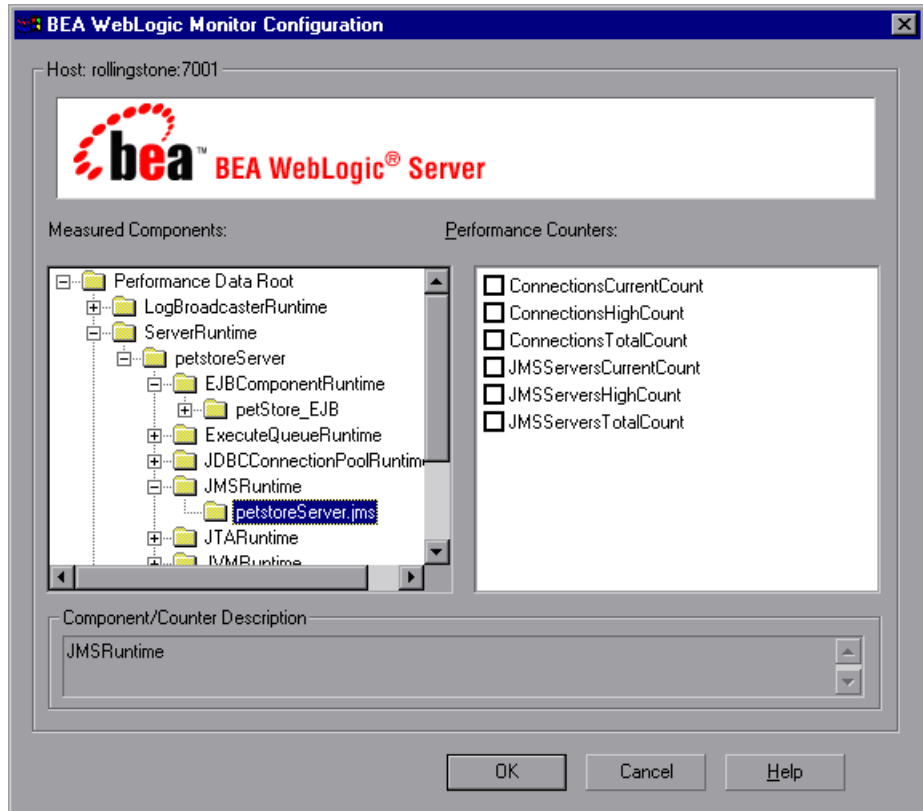 BEA WebLogic Monitor Configuration
Host: rollingstone:7001
bea™ BEA WebLogic® Server
Measured Components:
Performance Counters:
Performance Data Root
LogBroadcasterRuntime
ServerRuntime
petstoreServer
EJBComponentRuntime
petStore_EJB
ExecuteQueueRuntime
JDBCConnectionPoolRuntim
JMSRuntime
petstoreServer.jms
JTARuntime
JVMRuntime
ConnectionsCurrentCount
ConnectionsHighCount
ConnectionsTotalCount
JMSServersCurrentCount
JMSServersHighCount
JMSServersTotalCount
Component/Counter Description
JMSRuntime
OK Cancel Help